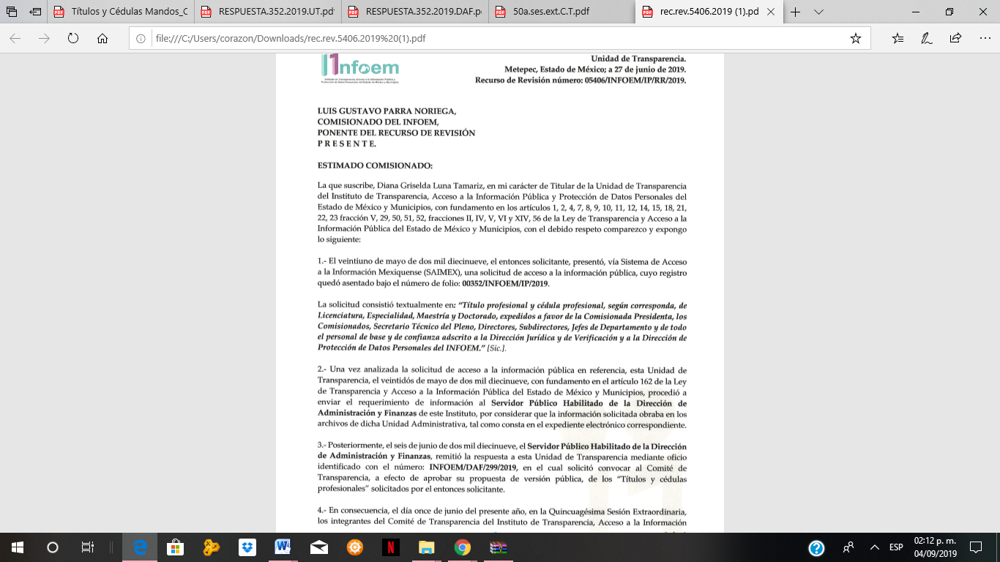 Títulos y Cédulas Mandos_C
RESPUESTA.352.2019.UT.pdf
RESPUESTA.352.2019.DAF.p
50a.ses.ext.C.T.pdf
rec.rev.5406.2019 (1).pd
file:///C:/Users/corazon/Downloads/rec.rev.5406.2019%20(1).pdf
Infoem
Instituto de Transparencia, Acceso a la Información Pública y
Protección de Datos Personales del Estado de México y Municipios
Unidad de Transparencia.
Metepec, Estado de México; a 27 de junio de 2019.
Recurso de Revisión número: 05406/INFOEM/IP/RR/2019.
LUIS GUSTAVO PARRA NORIEGA,
COMISIONADO DEL INFOEM,
PONENTE DEL RECURSO DE REVISIÓN
P R E S E N T E.
ESTIMADO COMISIONADO:
La que suscribe, Diana Griselda Luna Tamariz, en mi carácter de Titular de la Unidad de Transparencia
del Instituto de Transparencia, Acceso a la Información Pública y Protección de Datos Personales del
Estado de México y Municipios, con fundamento en los artículos 1, 2, 4, 7, 8, 9, 10, 11, 12, 14, 15, 18, 21,
22, 23 fracción V, 29, 50, 51, 52, fracciones II, IV, V, VI y XIV, 56 de la Ley de Transparencia y Acceso a la
Información Pública del Estado de México y Municipios, con el debido respeto comparezco y expongo
lo siguiente:
1.- El veintiuno de mayo de dos mil diecinueve, el entonces solicitante, presentó, vía Sistema de Acceso
a la Información Mexiquense (SAIMEX), una solicitud de acceso a la información pública, cuyo registro
quedó asentado bajo el número de folio: 00352/INFOEM/IP/2019.
La solicitud consistió textualmente en: “Título profesional y cédula profesional, según corresponda, de
Licenciatura, Especialidad, Maestría y Doctorado, expedidos a favor de la Comisionada Presidenta, los
Comisionados, Secretario Técnico del Pleno, Directores, Subdirectores, Jefes de Departamento y de todo
el personal de base y de confianza adscrito a la Dirección Jurídica y de Verificación y a la Dirección de
Protección de Datos Personales del INFOEM.” [Sic.].
2.- Una vez analizada la solicitud de acceso a la información pública en referencia, esta Unidad de
Transparencia, el veintidós de mayo de dos mil diecinueve, con fundamento en el artículo 162 de la Ley
de Transparencia y Acceso a la Información Pública del Estado de México y Municipios, procedió a
enviar el requerimiento de información al Servidor Público Habilitado de la Dirección de
Administración y Finanzas de este Instituto, por considerar que la información solicitada obraba en los
archivos de dicha Unidad Administrativa, tal como consta en el expediente electrónico correspondiente.
3.- Posteriormente, el seis de junio de dos mil diecinueve, el Servidor Público Habilitado de la Dirección
de Administración y Finanzas, remitió la respuesta a esta Unidad de Transparencia mediante oficio
identificado con el número: INFOEM/DAF/299/2019, en el cual solicitó convocar al Comité de
Transparencia, a efecto de aprobar su propuesta de versión pública, de los “Títulos y cédulas
profesionales” solicitados por el entonces solicitante.
4.- En consecuencia, el día once de junio del presente año, en la Quincuagésima Sesión Extraordinaria,
los integrantes del Comité de Transparencia del Instituto de Transparencia, Acceso a la Información
ESP
02:12 p. m.
04/09/2019